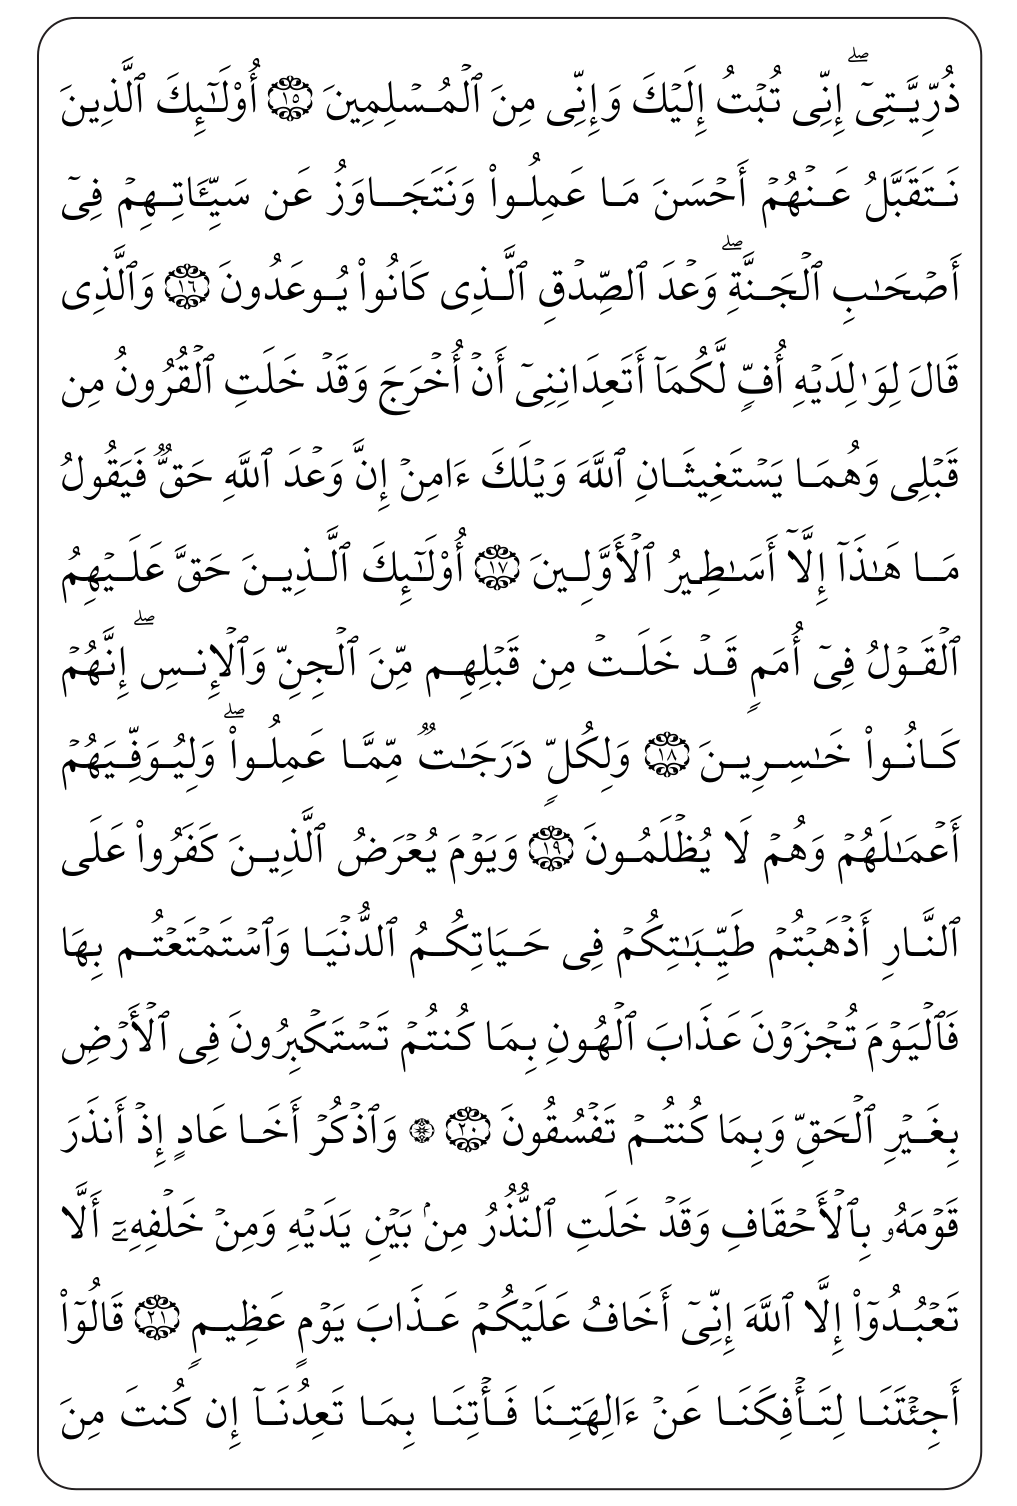 ذُرِّيَّتِىٓۖ إِنِّى تُبۡتُ إِلَيۡكَ وَإِنِّى مِنَ ٱلۡمُسۡلِمِينَ ١٥ أُوْلَـٰٓئِكَ ٱلَّذِينَ
نَتَقَبَّلُ عَنۡهُمۡ أَحۡسَنَ مَا عَمِلُواْ وَنَتَجَاوَزُ عَن سَيِّـَٔاتِهِمۡ فِىٓ
أَصۡحَـٰبِ ٱلۡجَنَّةِۖ وَعۡدَ ٱلصِّدۡقِ ٱلَّذِى كَانُواْ يُوعَدُونَ ١٦ وَٱلَّذِى
قَالَ لِوَٰلِدَيۡهِ أُفٍّ لَّكُمَآ أَتَعِدَانِنِىٓ أَنۡ أُخۡرَجَ وَقَدۡ خَلَتِ ٱلۡقُرُونُ مِن
قَبۡلِى وَهُمَا يَسۡتَغِيثَانِ ٱللَّهَ وَيۡلَكَ ءَامِنۡ إِنَّ وَعۡدَ ٱللَّهِ حَقٌّ فَيَقُولُ
مَا هَـٰذَآ إِلَّآ أَسَـٰطِيرُ ٱلۡأَوَّلِينَ ١٧ أُوْلَـٰٓئِكَ ٱلَّذِينَ حَقَّ عَلَيۡهِمُ
ٱلۡقَوۡلُ فِىٓ أُمَمٍ قَدۡ خَلَتۡ مِن قَبۡلِهِم مِّنَ ٱلۡجِنِّ وَٱلۡإِنسِۖ إِنَّهُمۡ
كَانُواْ خَـٰسِرِينَ ١٨ وَلِكُلٍّ دَرَجَـٰتٌ مِّمَّا عَمِلُواْۖ وَلِيُوَفِّيَهُمۡ
أَعۡمَـٰلَهُمۡ وَهُمۡ لَا يُظۡلَمُونَ ١٩ وَيَوۡمَ يُعۡرَضُ ٱلَّذِينَ كَفَرُواْ عَلَى
ٱلنَّارِ أَذۡهَبۡتُمۡ طَيِّبَـٰتِكُمۡ فِى حَيَاتِكُمُ ٱلدُّنۡيَا وَٱسۡتَمۡتَعۡتُم بِهَا
فَٱلۡيَوۡمَ تُجۡزَوۡنَ عَذَابَ ٱلۡهُونِ بِمَا كُنتُمۡ تَسۡتَكۡبِرُونَ فِى ٱلۡأَرۡضِ
بِغَيۡرِ ٱلۡحَقِّ وَبِمَا كُنتُمۡ تَفۡسُقُونَ ٢٠ ۞ وَٱذۡكُرۡ أَخَا عَادٍ إِذۡ أَنذَرَ
قَوۡمَهُۥ بِٱلۡأَحۡقَافِ وَقَدۡ خَلَتِ ٱلنُّذُرُ مِنۢ بَيۡنِ يَدَيۡهِ وَمِنۡ خَلۡفِهِۦٓ أَلَّا
تَعۡبُدُوٓاْ إِلَّا ٱللَّهَ إِنِّىٓ أَخَافُ عَلَيۡكُمۡ عَذَابَ يَوۡمٍ عَظِيمٍ ٢١ قَالُوٓاْ
أَجِئۡتَنَا لِتَأۡفِكَنَا عَنۡ ءَالِهَتِنَا فَأۡتِنَا بِمَا تَعِدُنَآ إِن كُنتَ مِنَ